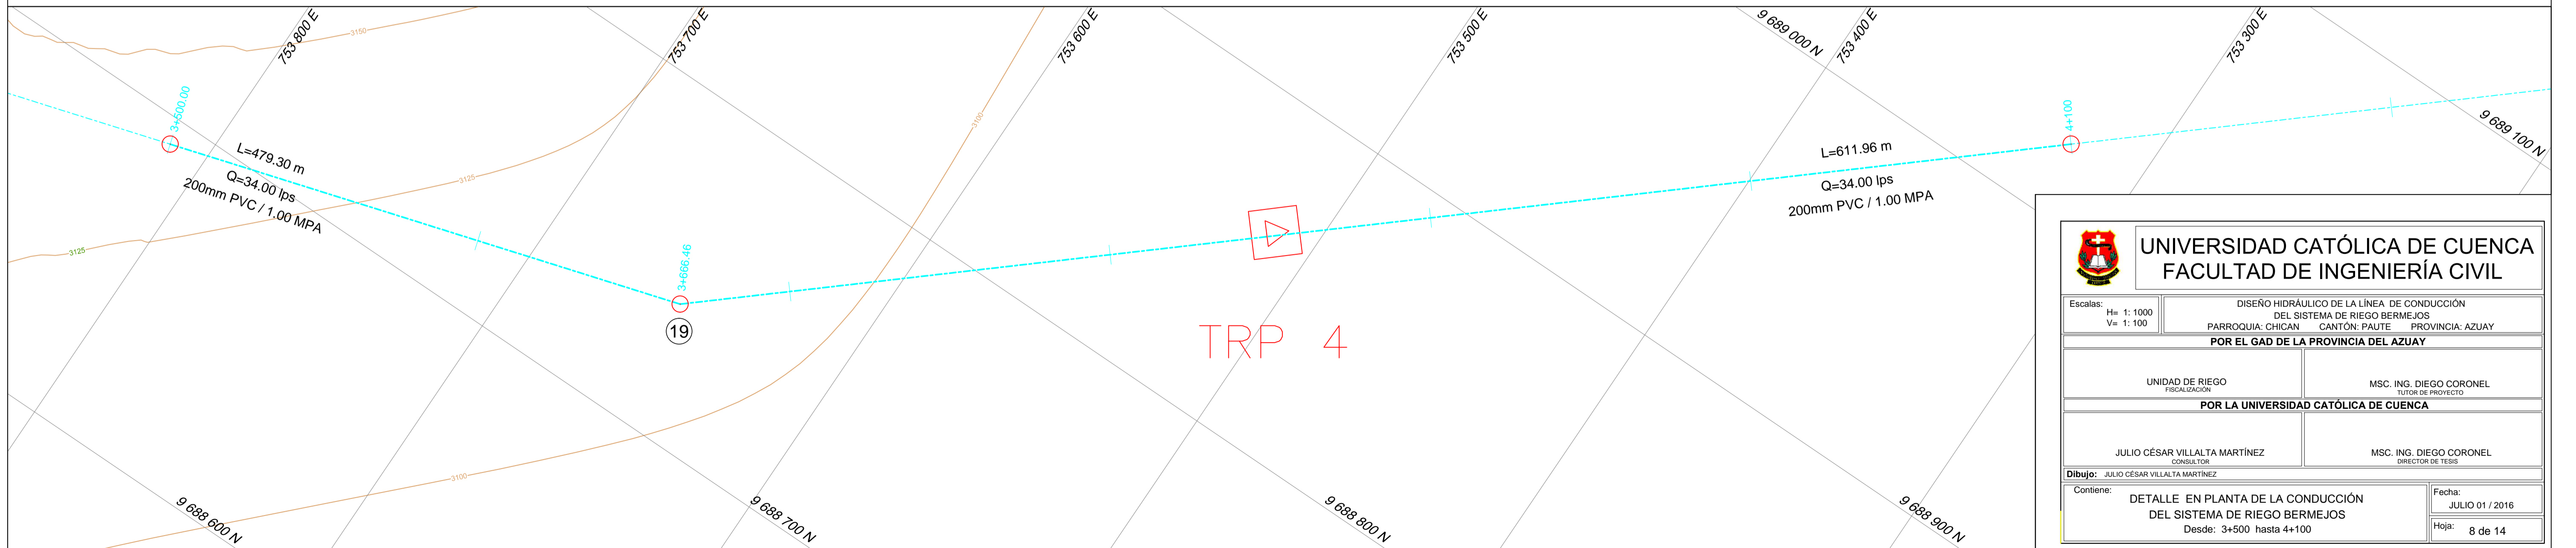 753 800 E
753 700 E
753 600 E
753 500 E
9 689 000 N
753 400 E
753 300 E
3150
3+500.00
4+100
9 689 100 N
L=479.30 m
Q=34.00 lps
200mm PVC / 1.00 MPA
3125
3100
L=611.96 m
Q=34.00 lps
200mm PVC / 1.00 MPA
3125
3+666.46
19
TRP 4
3100
9 688 600 N
9 688 700 N
9 688 800 N
9 688 900 N
UNIVERSIDAD CATÓLICA DE CUENCA
FACULTAD DE INGENIERÍA CIVIL
Escalas:
H= 1: 1000
V= 1: 100
DISEÑO HIDRÁULICO DE LA LÍNEA DE CONDUCCIÓN
DEL SISTEMA DE RIEGO BERMEJOS
PARROQUIA: CHICAN CANTÓN: PAUTE PROVINCIA: AZUAY
POR EL GAD DE LA PROVINCIA DEL AZUAY
UNIDAD DE RIEGO
FISCALIZACIÓN
MSC. ING. DIEGO CORONEL
TUTOR DE PROYECTO
POR LA UNIVERSIDAD CATÓLICA DE CUENCA
JULIO CÉSAR VILLALTA MARTÍNEZ
CONSULTOR
MSC. ING. DIEGO CORONEL
DIRECTOR DE TESIS
Dibujo: JULIO CÉSAR VILLALTA MARTÍNEZ
Contiene:
DETALLE EN PLANTA DE LA CONDUCCIÓN
DEL SISTEMA DE RIEGO BERMEJOS
Desde: 3+500 hasta 4+100
Fecha:
JULIO 01 / 2016
Hoja: 8 de 14